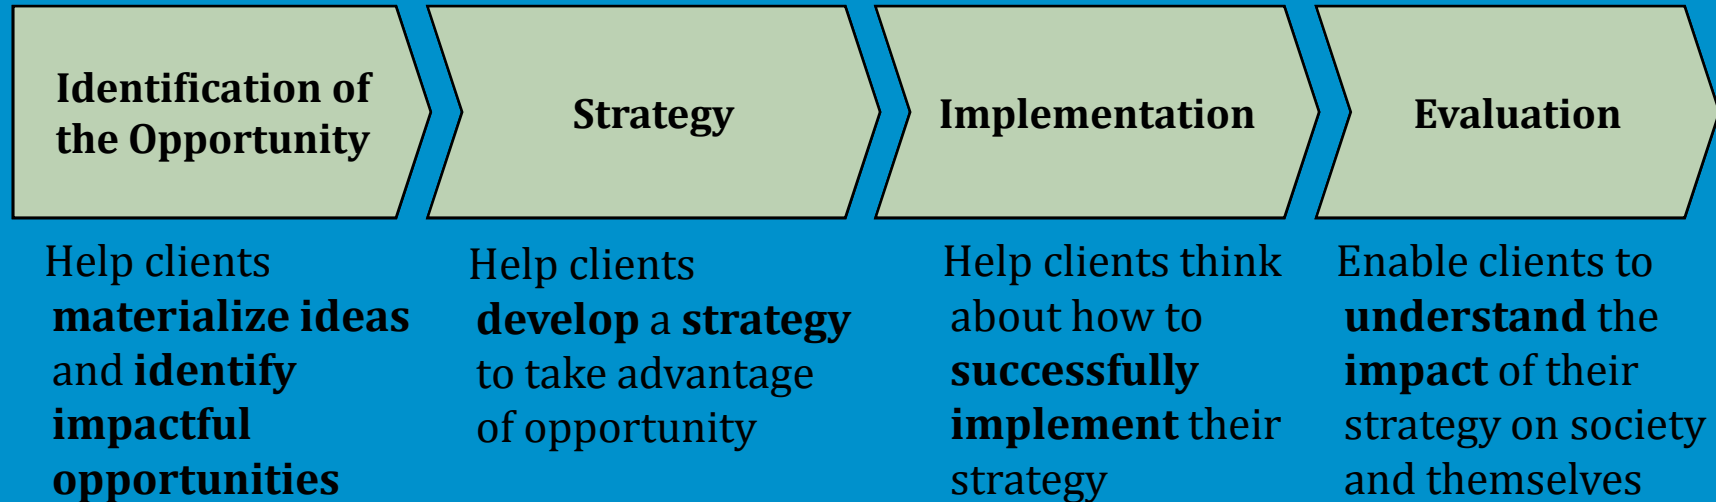 Identification of
the Opportunity
Strategy
Implementation
Evaluation
Help clients
materialize ideas
and identify
impactful
opportunities
Help clients
develop a strategy
to take advantage
of opportunity
Help clients think
about how to
successfully
implement their
strategy
Enable clients to
understand the
impact of their
strategy on society
and themselves